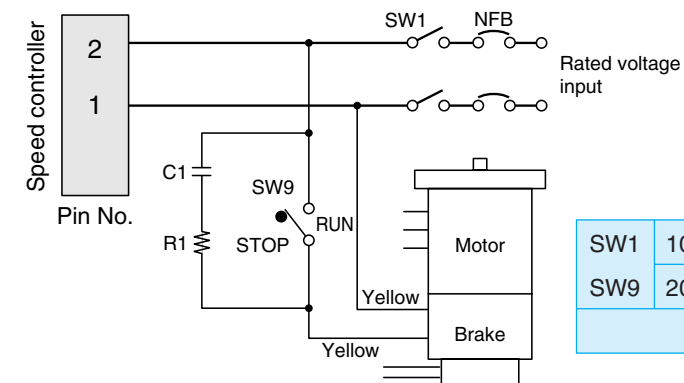 SW1
NFB
Speed controller
2
1
Rated voltage
input
C1
SW9
Pin No.
R1
STOP
RUN
Motor
SW1
SW9
Yellow
Brake
Yellow